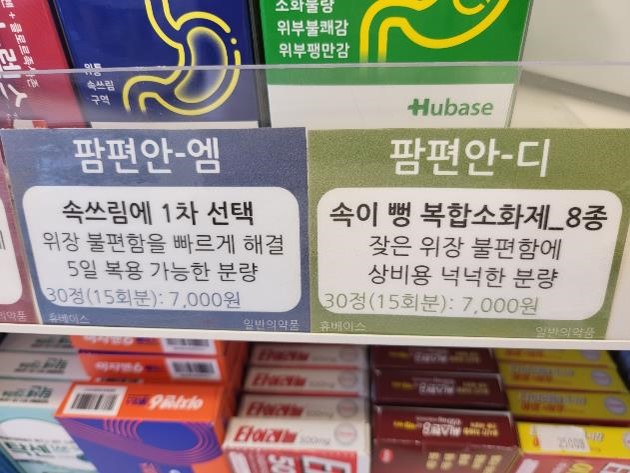 위통
속쓰림
구역
소화불량
위부불쾌감
위부팽만감
Hubase
팜편안-엠
속쓰림에 1차 선택
위장 불편함을 빠르게 해결
5일 복용 가능한 분량
30정(15회분): 7,000원
휴베이스
일반의약품
팜편안-디
속이 뻥 복합소화제_8종
잦은 위장 불편함에
상비용 넉넉한 분량
30정(15회분): 7,000원
휴베이스
일반의약품
타이레놀
500mg